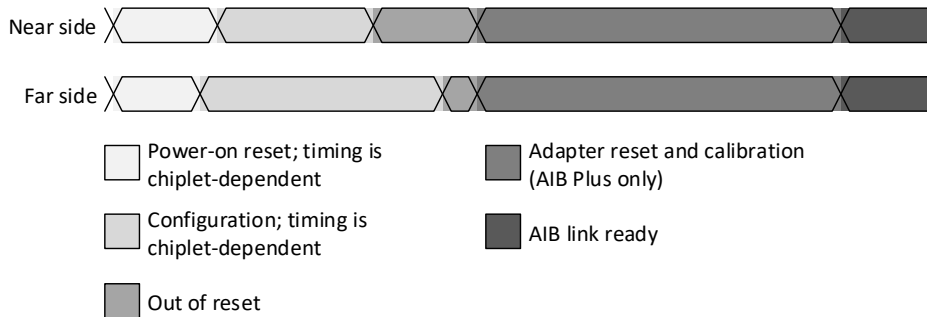 Near side
Far side
Power-on reset; timing is
chiplet-dependent
Configuration; timing is
chiplet-dependent
Out of reset
Adapter reset and calibration
(AIB Plus only)
AIB link ready